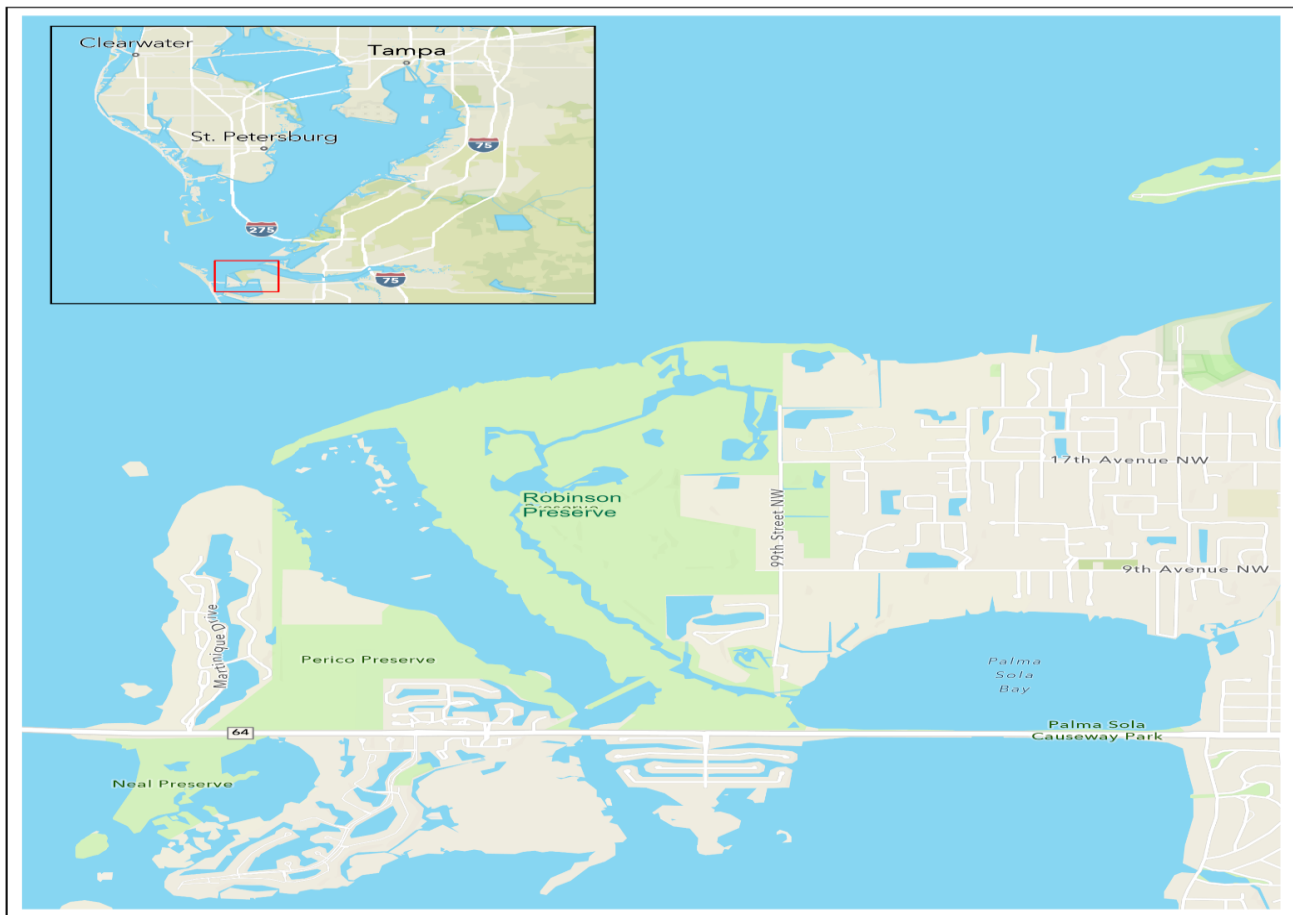 Clearwater
Tampa
St. Petersburg
75
275
75
17th Avenue NW
Robinson
Preserve
99th Street NW
9th Avenue NW
Martinique Drive
Perico Preserve
Palma
Sola
Bay
64
Palma Sola
Causeway Park
Neal Preserve